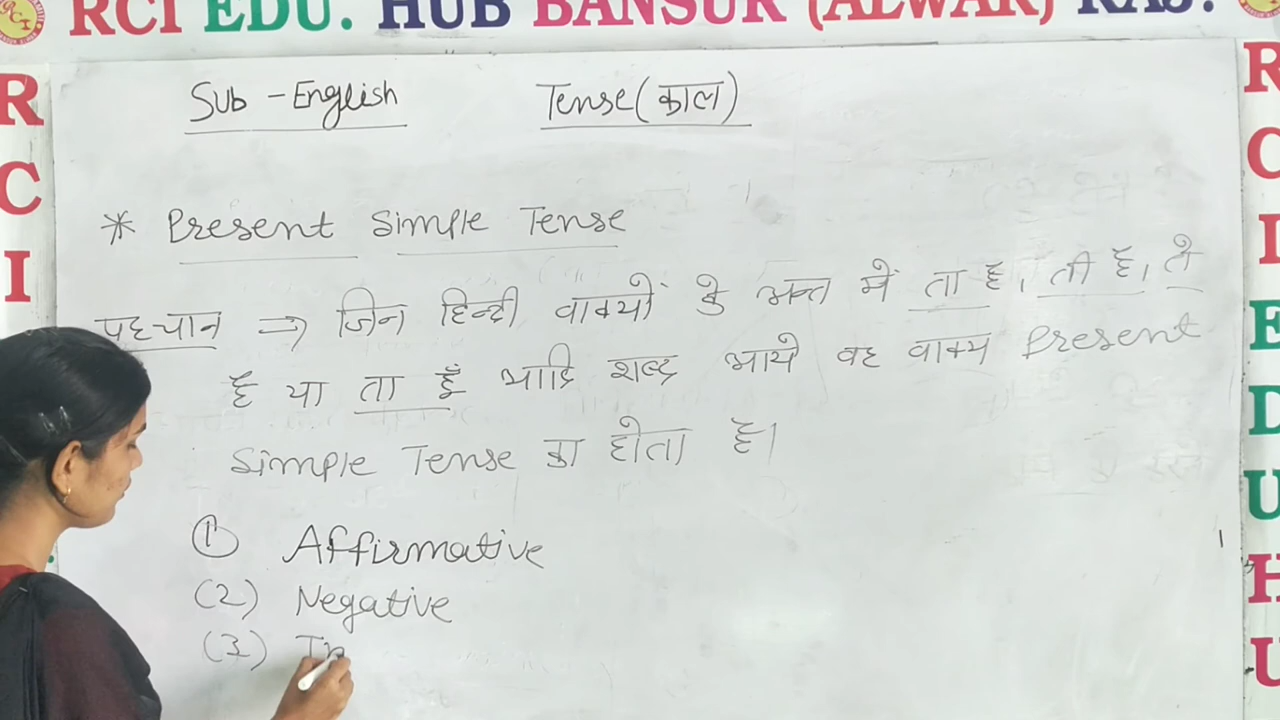 RCI EDU. HUB BANSUR (ALWAR) RAJ.
Sub - English Tense (काल)
* Present Simple Tense
पहचान ⇒ जिन हिन्दी वाक्यों के अन्त में ता है, ती है, ते
है या ता हूँ आदि शब्द आये वह वाक्य Present
Simple Tense का होता है।
① Affirmative
(2) Negative
(3) In
R C I
R C I E D U H U